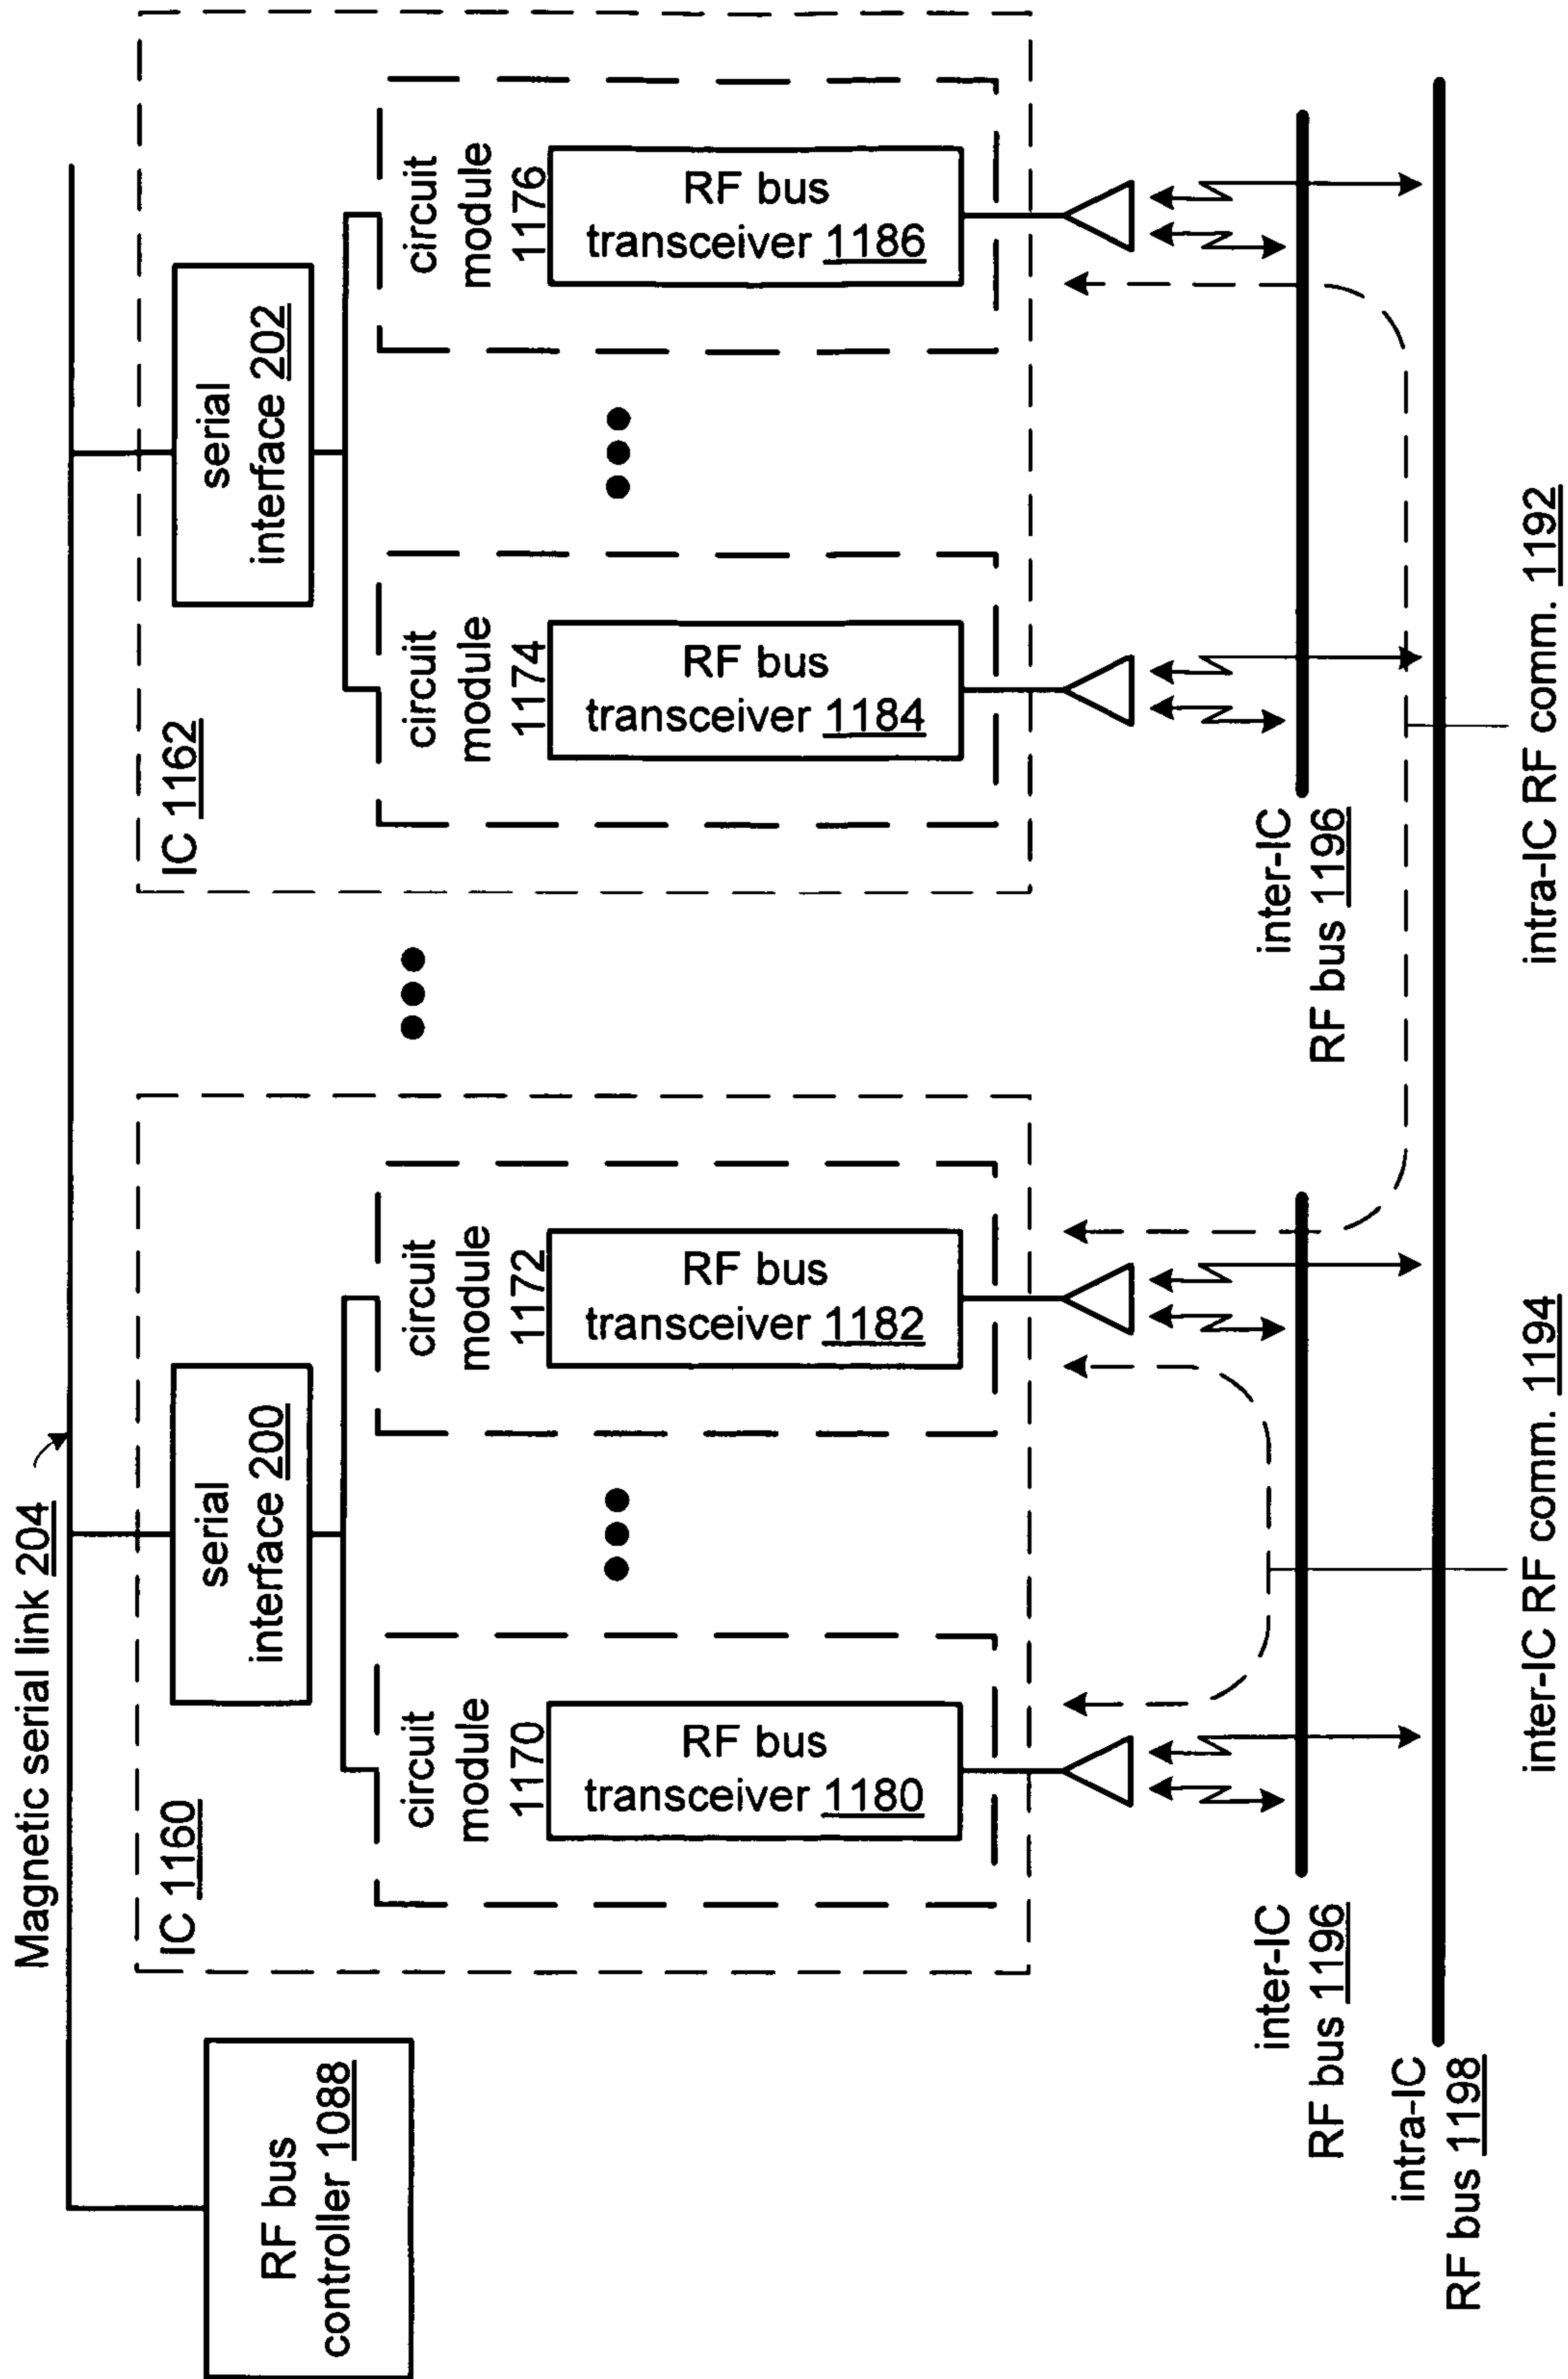 Magnetic serial link 204
RF bus
controller 1088
IC 1160
serial
interface 200
circuit
module
1170
RF bus
transceiver 1180
circuit
module
1172
RF bus
transceiver 1182
IC 1162
serial
interface 202
circuit
module
1174
RF bus
transceiver 1184
circuit
module
1176
RF bus
transceiver 1186
inter-IC
RF bus 1196
inter-IC
RF bus 1196
intra-IC
RF bus 1198
inter-IC RF comm. 1194
intra-IC RF comm. 1192